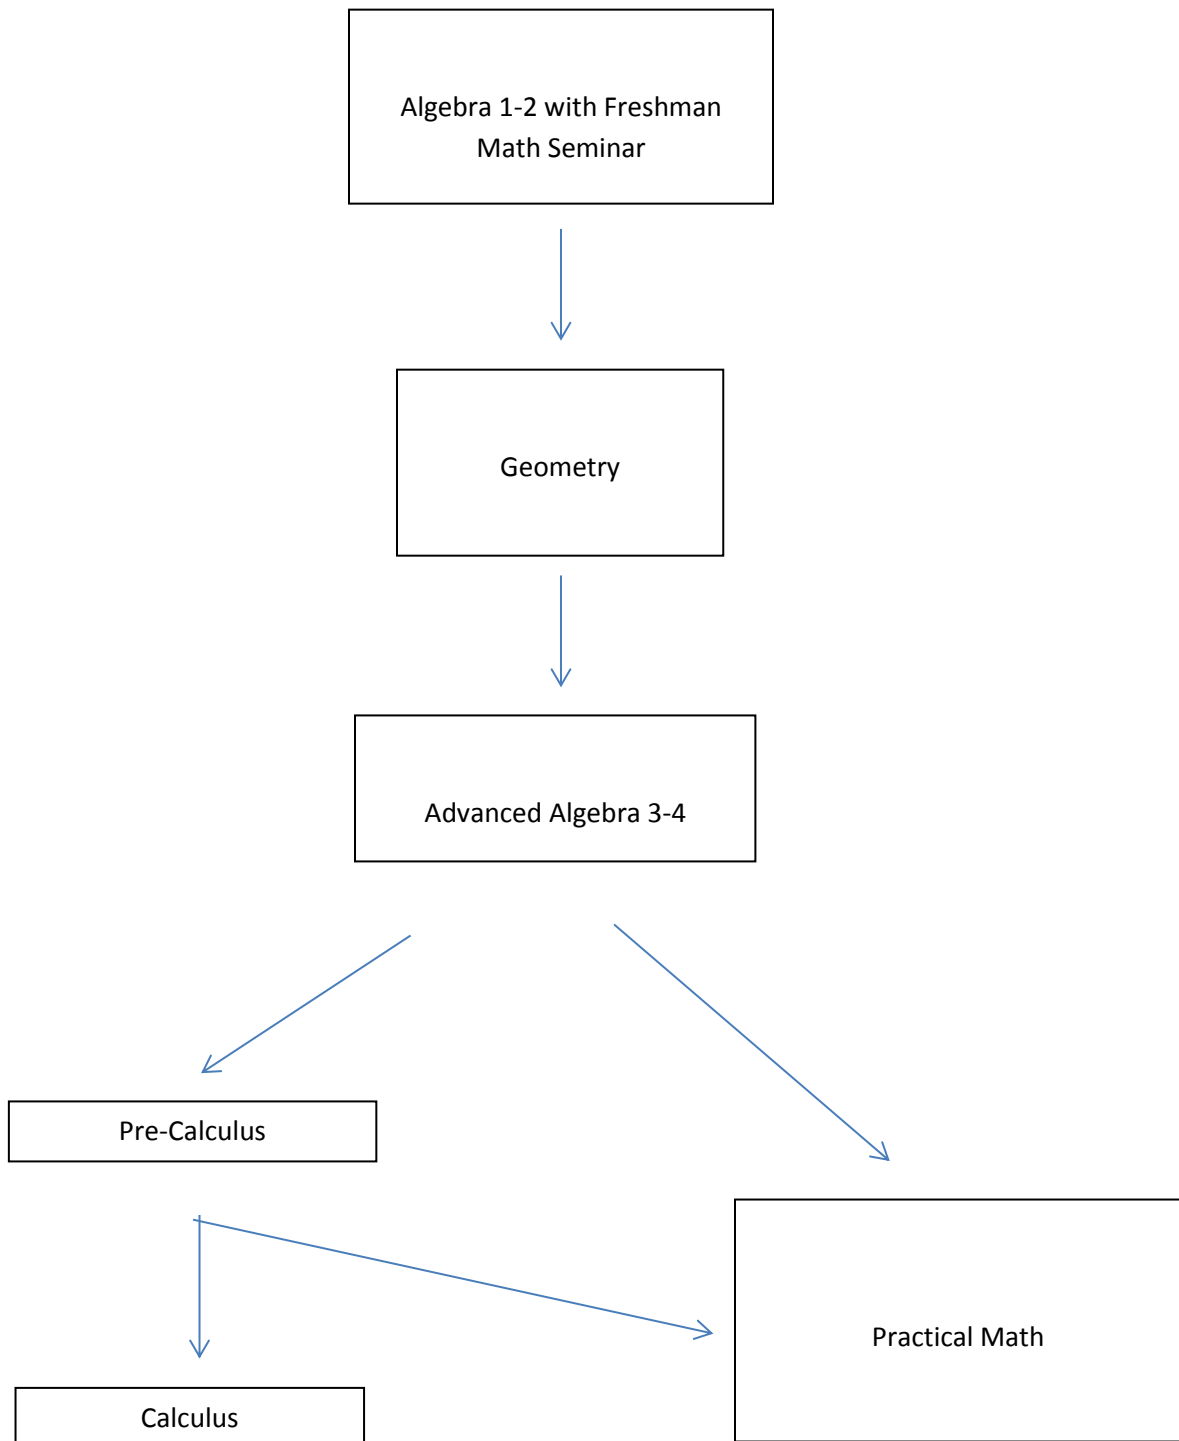 Algebra 1-2 with Freshman
Math Seminar
Geometry
Advanced Algebra 3-4
Pre-Calculus
Practical Math
Calculus